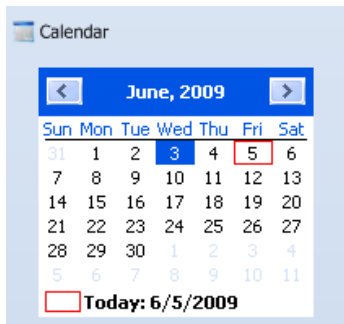 Calendar
June, 2009
Sun Mon Tue Wed Thu Fri Sat
31 1 2 3 4 5 6
7 8 9 10 11 12 13
14 15 16 17 18 19 20
21 22 23 24 25 26 27
28 29 30 1 2 3 4
5 6 7 8 9 10 11
Today: 6/5/2009